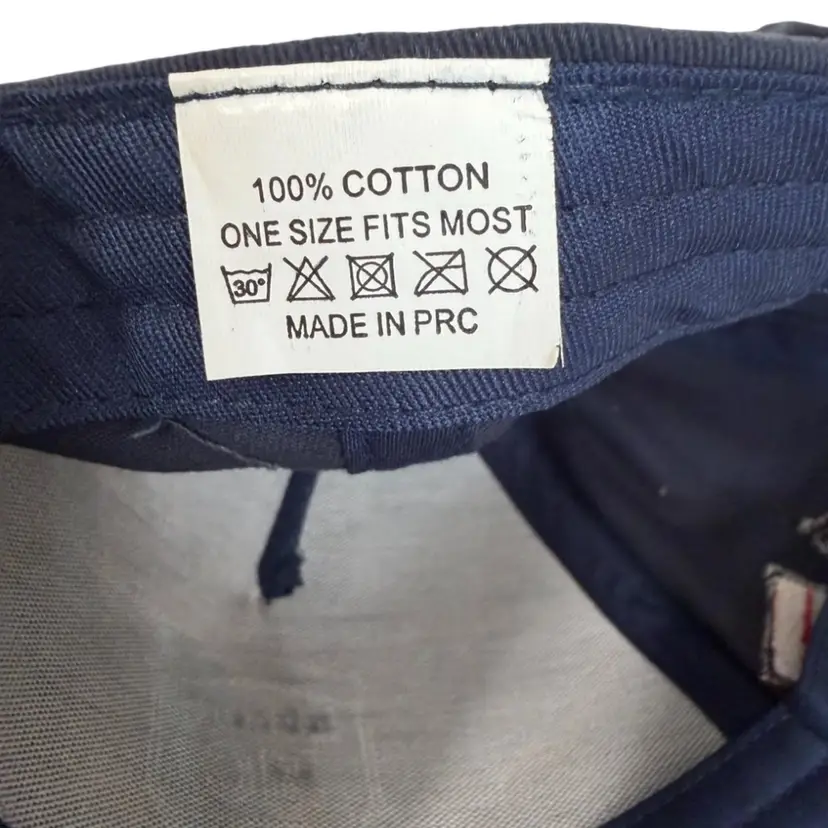 100% COTTON
ONE SIZE FITS MOST
30°
MADE IN PRC